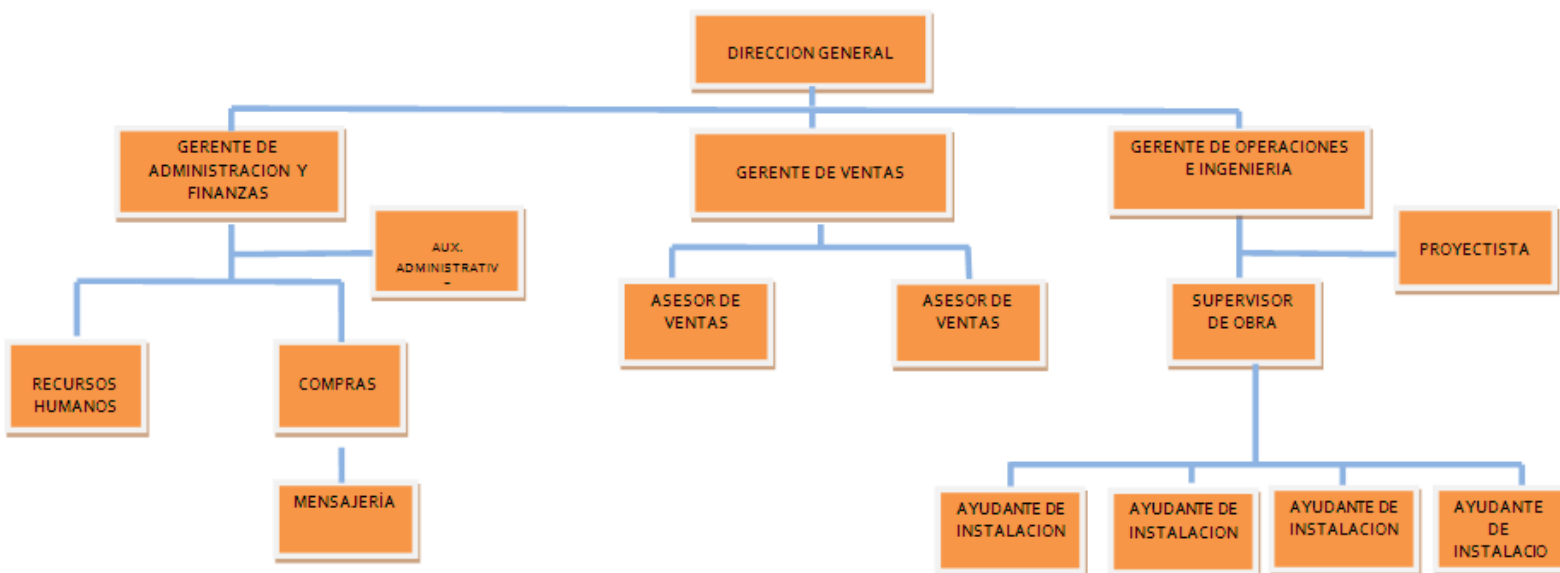 DIRECCION GENERAL
GERENTE DE
ADMINISTRACION Y
FINANZAS
GERENTE DE VENTAS
GERENTE DE OPERACIONES
E INGENIERIA
AUX.
ADMINISTRATIV
PROYECTISTA
ASESOR DE
VENTAS
ASESOR DE
VENTAS
SUPERVISOR
DE OBRA
RECURSOS
HUMANOS
COMPRAS
MENSAJERÌA
AYUDANTE DE
INSTALACION
AYUDANTE DE
INSTALACION
AYUDANTE DE
INSTALACION
AYUDANTE
DE
INSTALACIO